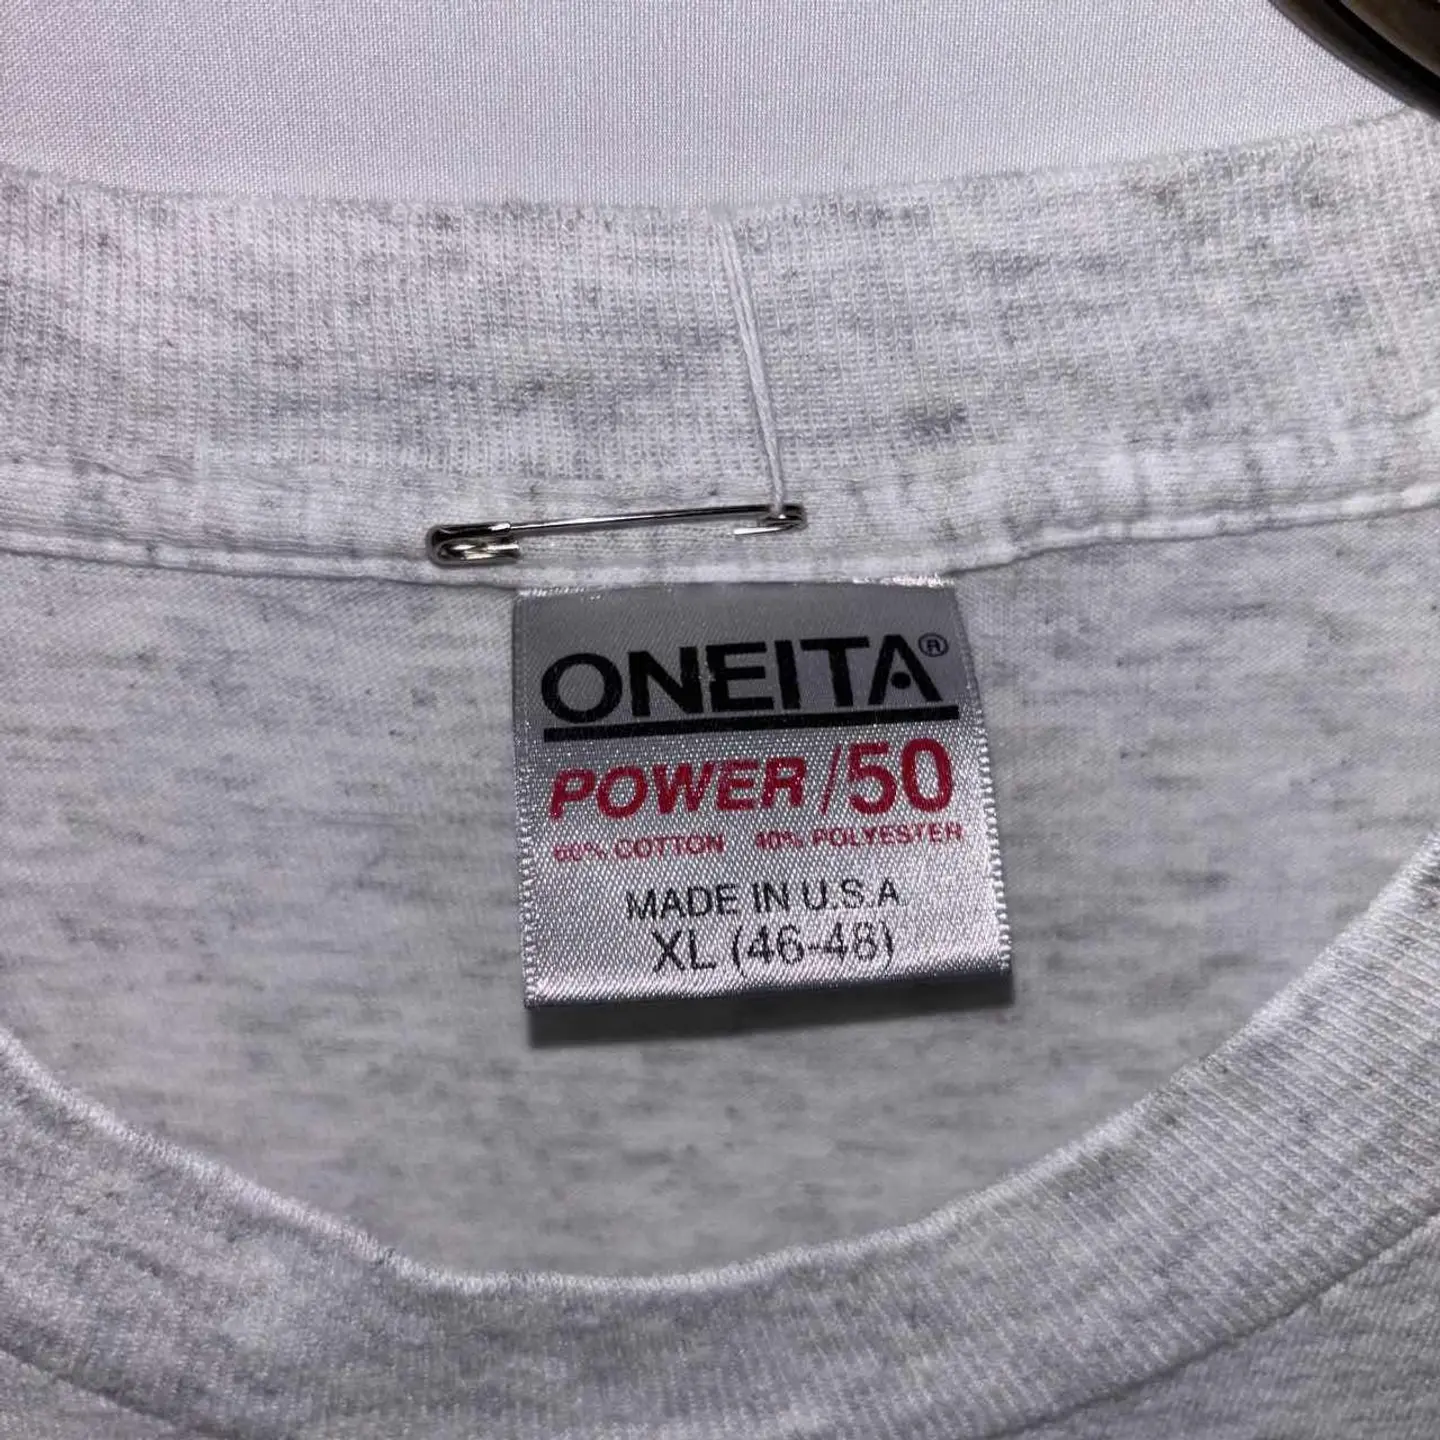 ONEITA®
POWER/50
60% COTTON 40% POLYESTER
MADE IN U.S.A
XL (46-48)